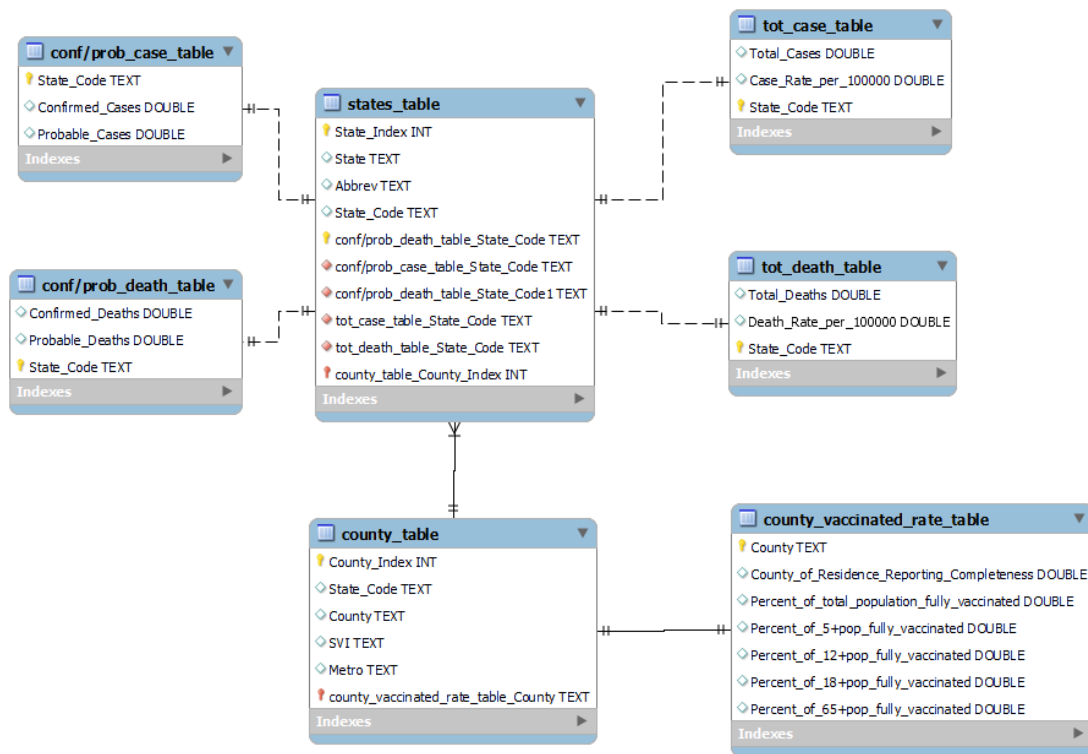 conf/prob_case_table
State_Code TEXT
Confirmed_Cases DOUBLE
Probable_Cases DOUBLE
Indexes
conf/prob_death_table
Confirmed_Deaths DOUBLE
Probable_Deaths DOUBLE
State_Code TEXT
Indexes
states_table
State_Index INT
State TEXT
Abbrev TEXT
State_Code TEXT
conf/prob_death_table_State_Code TEXT
conf/prob_case_table_State_Code TEXT
conf/prob_death_table_State_Code1 TEXT
tot_case_table_State_Code TEXT
tot_death_table_State_Code TEXT
county_table_County_Index INT
Indexes
tot_case_table
Total_Cases DOUBLE
Case_Rate_per_100000 DOUBLE
State_Code TEXT
Indexes
tot_death_table
Total_Deaths DOUBLE
Death_Rate_per_100000 DOUBLE
State_Code TEXT
Indexes
county_table
County_Index INT
State_Code TEXT
County TEXT
SVI TEXT
Metro TEXT
county_vaccinated_rate_table_County TEXT
Indexes
county_vaccinated_rate_table
County TEXT
County_of_Residence_Reporting_Completeness DOUBLE
Percent_of_total_population_fully_vaccinated DOUBLE
Percent_of_5+pop_fully_vaccinated DOUBLE
Percent_of_12+pop_fully_vaccinated DOUBLE
Percent_of_18+pop_fully_vaccinated DOUBLE
Percent_of_65+pop_fully_vaccinated DOUBLE
Indexes